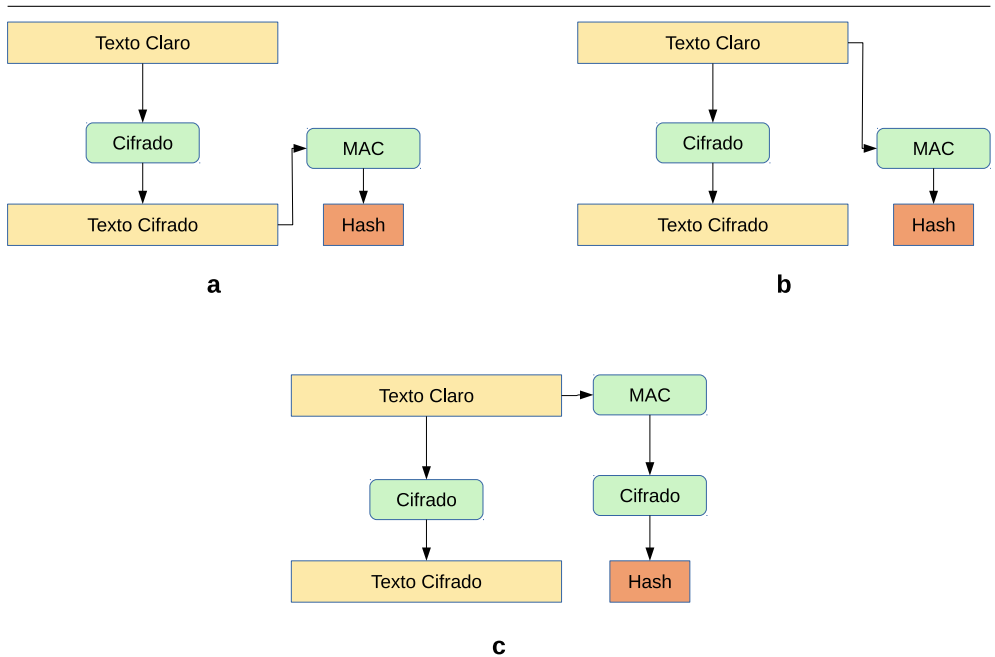 Texto Claro
Cifrado
MAC
Texto Cifrado
Hash
a
Texto Claro
Cifrado
MAC
Texto Cifrado
Hash
b
Texto Claro
MAC
Cifrado
Cifrado
Texto Cifrado
Hash
c